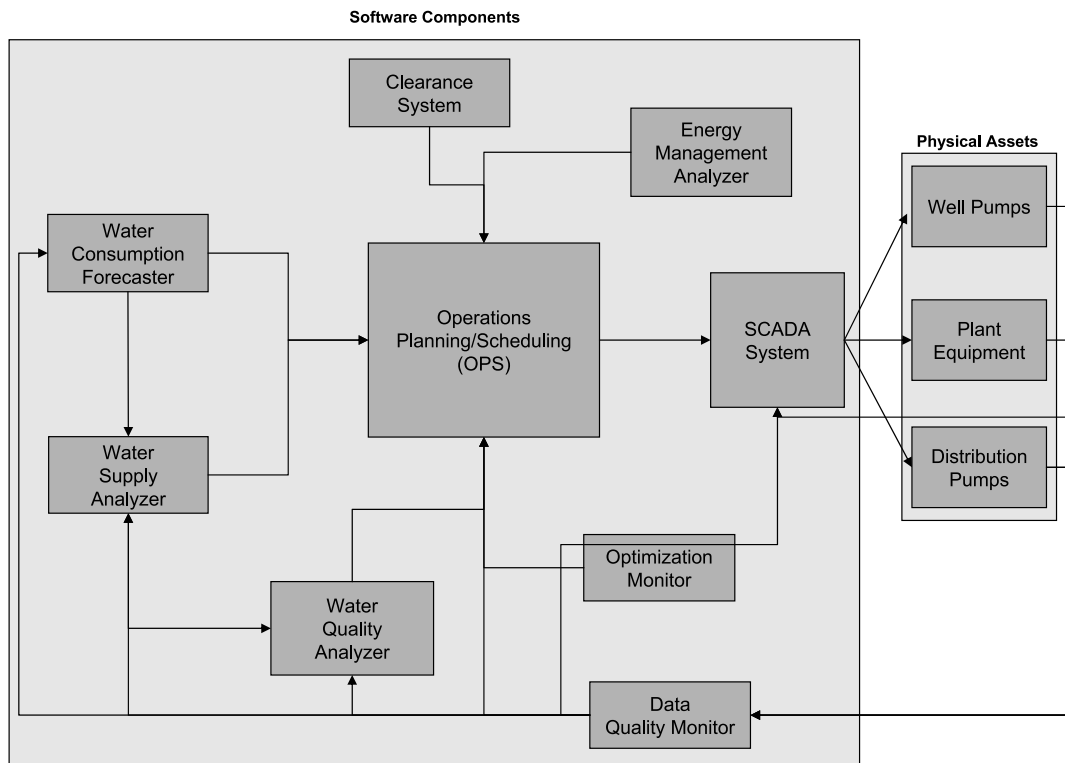 Software Components
Clearance
System
Energy
Management
Analyzer
Physical Assets
Well Pumps
Water
Consumption
Forecaster
Operations
Planning/Scheduling
(OPS)
SCADA
System
Plant
Equipment
Water
Supply
Analyzer
Distribution
Pumps
Optimization
Monitor
Water
Quality
Analyzer
Data
Quality Monitor